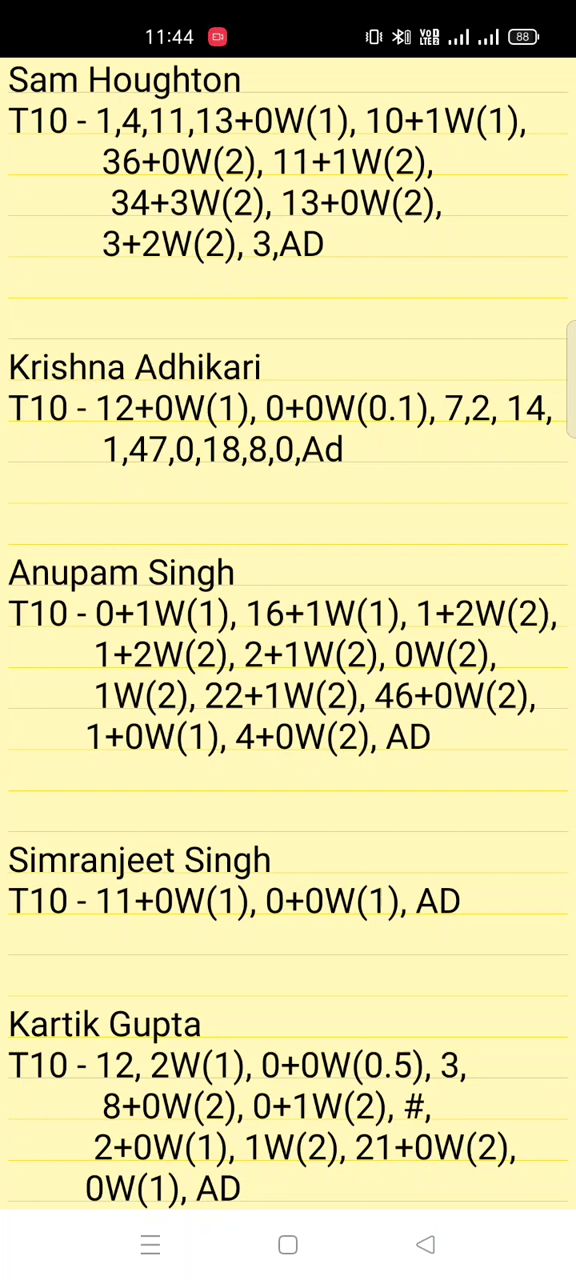 11:44
VoD LTE2 88
Sam Houghton
T10 - 1,4,11,13+0W(1), 10+1W(1),
36+0W(2), 11+1W(2),
34+3W(2), 13+0W(2),
3+2W(2), 3,AD
Krishna Adhikari
T10 - 12+0W(1), 0+0W(0.1), 7,2, 14,
1,47,0,18,8,0,Ad
Anupam Singh
T10 - 0+1W(1), 16+1W(1), 1+2W(2),
1+2W(2), 2+1W(2), 0W(2),
1W(2), 22+1W(2), 46+0W(2),
1+0W(1), 4+0W(2), AD
Simranjeet Singh
T10 - 11+0W(1), 0+0W(1), AD
Kartik Gupta
T10 - 12, 2W(1), 0+0W(0.5), 3,
8+0W(2), 0+1W(2), #,
2+0W(1), 1W(2), 21+0W(2),
0W(1), AD